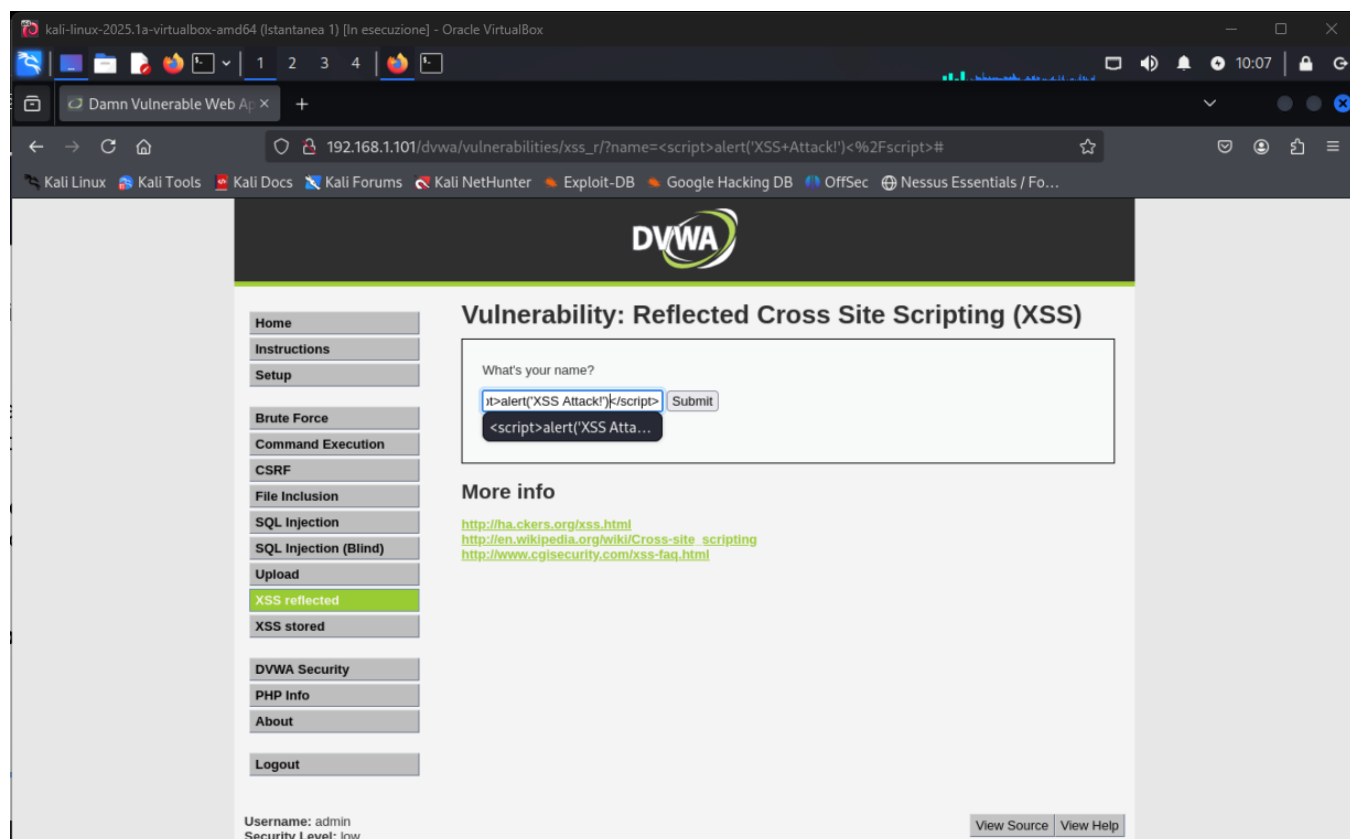 kali-linux-2025.1a-virtualbox-amd64 (Istantanea 1) [In esecuzione] - Oracle VirtualBox
1 2 3 4 10:07
Damn Vulnerable Web Ap
192.168.1.101/dvwa/vulnerabilities/xss_r/?name=<script>alert('XSS+Attack!')<%2Fscript>#
Kali Linux Kali Tools Kali Docs Kali Forums Kali NetHunter Exploit-DB Google Hacking DB OffSec Nessus Essentials / Fo…
DVWA
Home
Instructions
Setup
Brute Force
Command Execution
CSRF
File Inclusion
SQL Injection
SQL Injection (Blind)
Upload
XSS reflected
XSS stored
DVWA Security
PHP Info
About
Logout
Vulnerability: Reflected Cross Site Scripting (XSS)
What's your name?
t>alert('XSS Attack!')</script> Submit
<script>alert('XSS Atta…
More info
http://ha.ckers.org/xss.html
http://en.wikipedia.org/wiki/Cross-site_scripting
http://www.cgisecurity.com/xss-faq.html
Username: admin
Security Level: low
View Source View Help